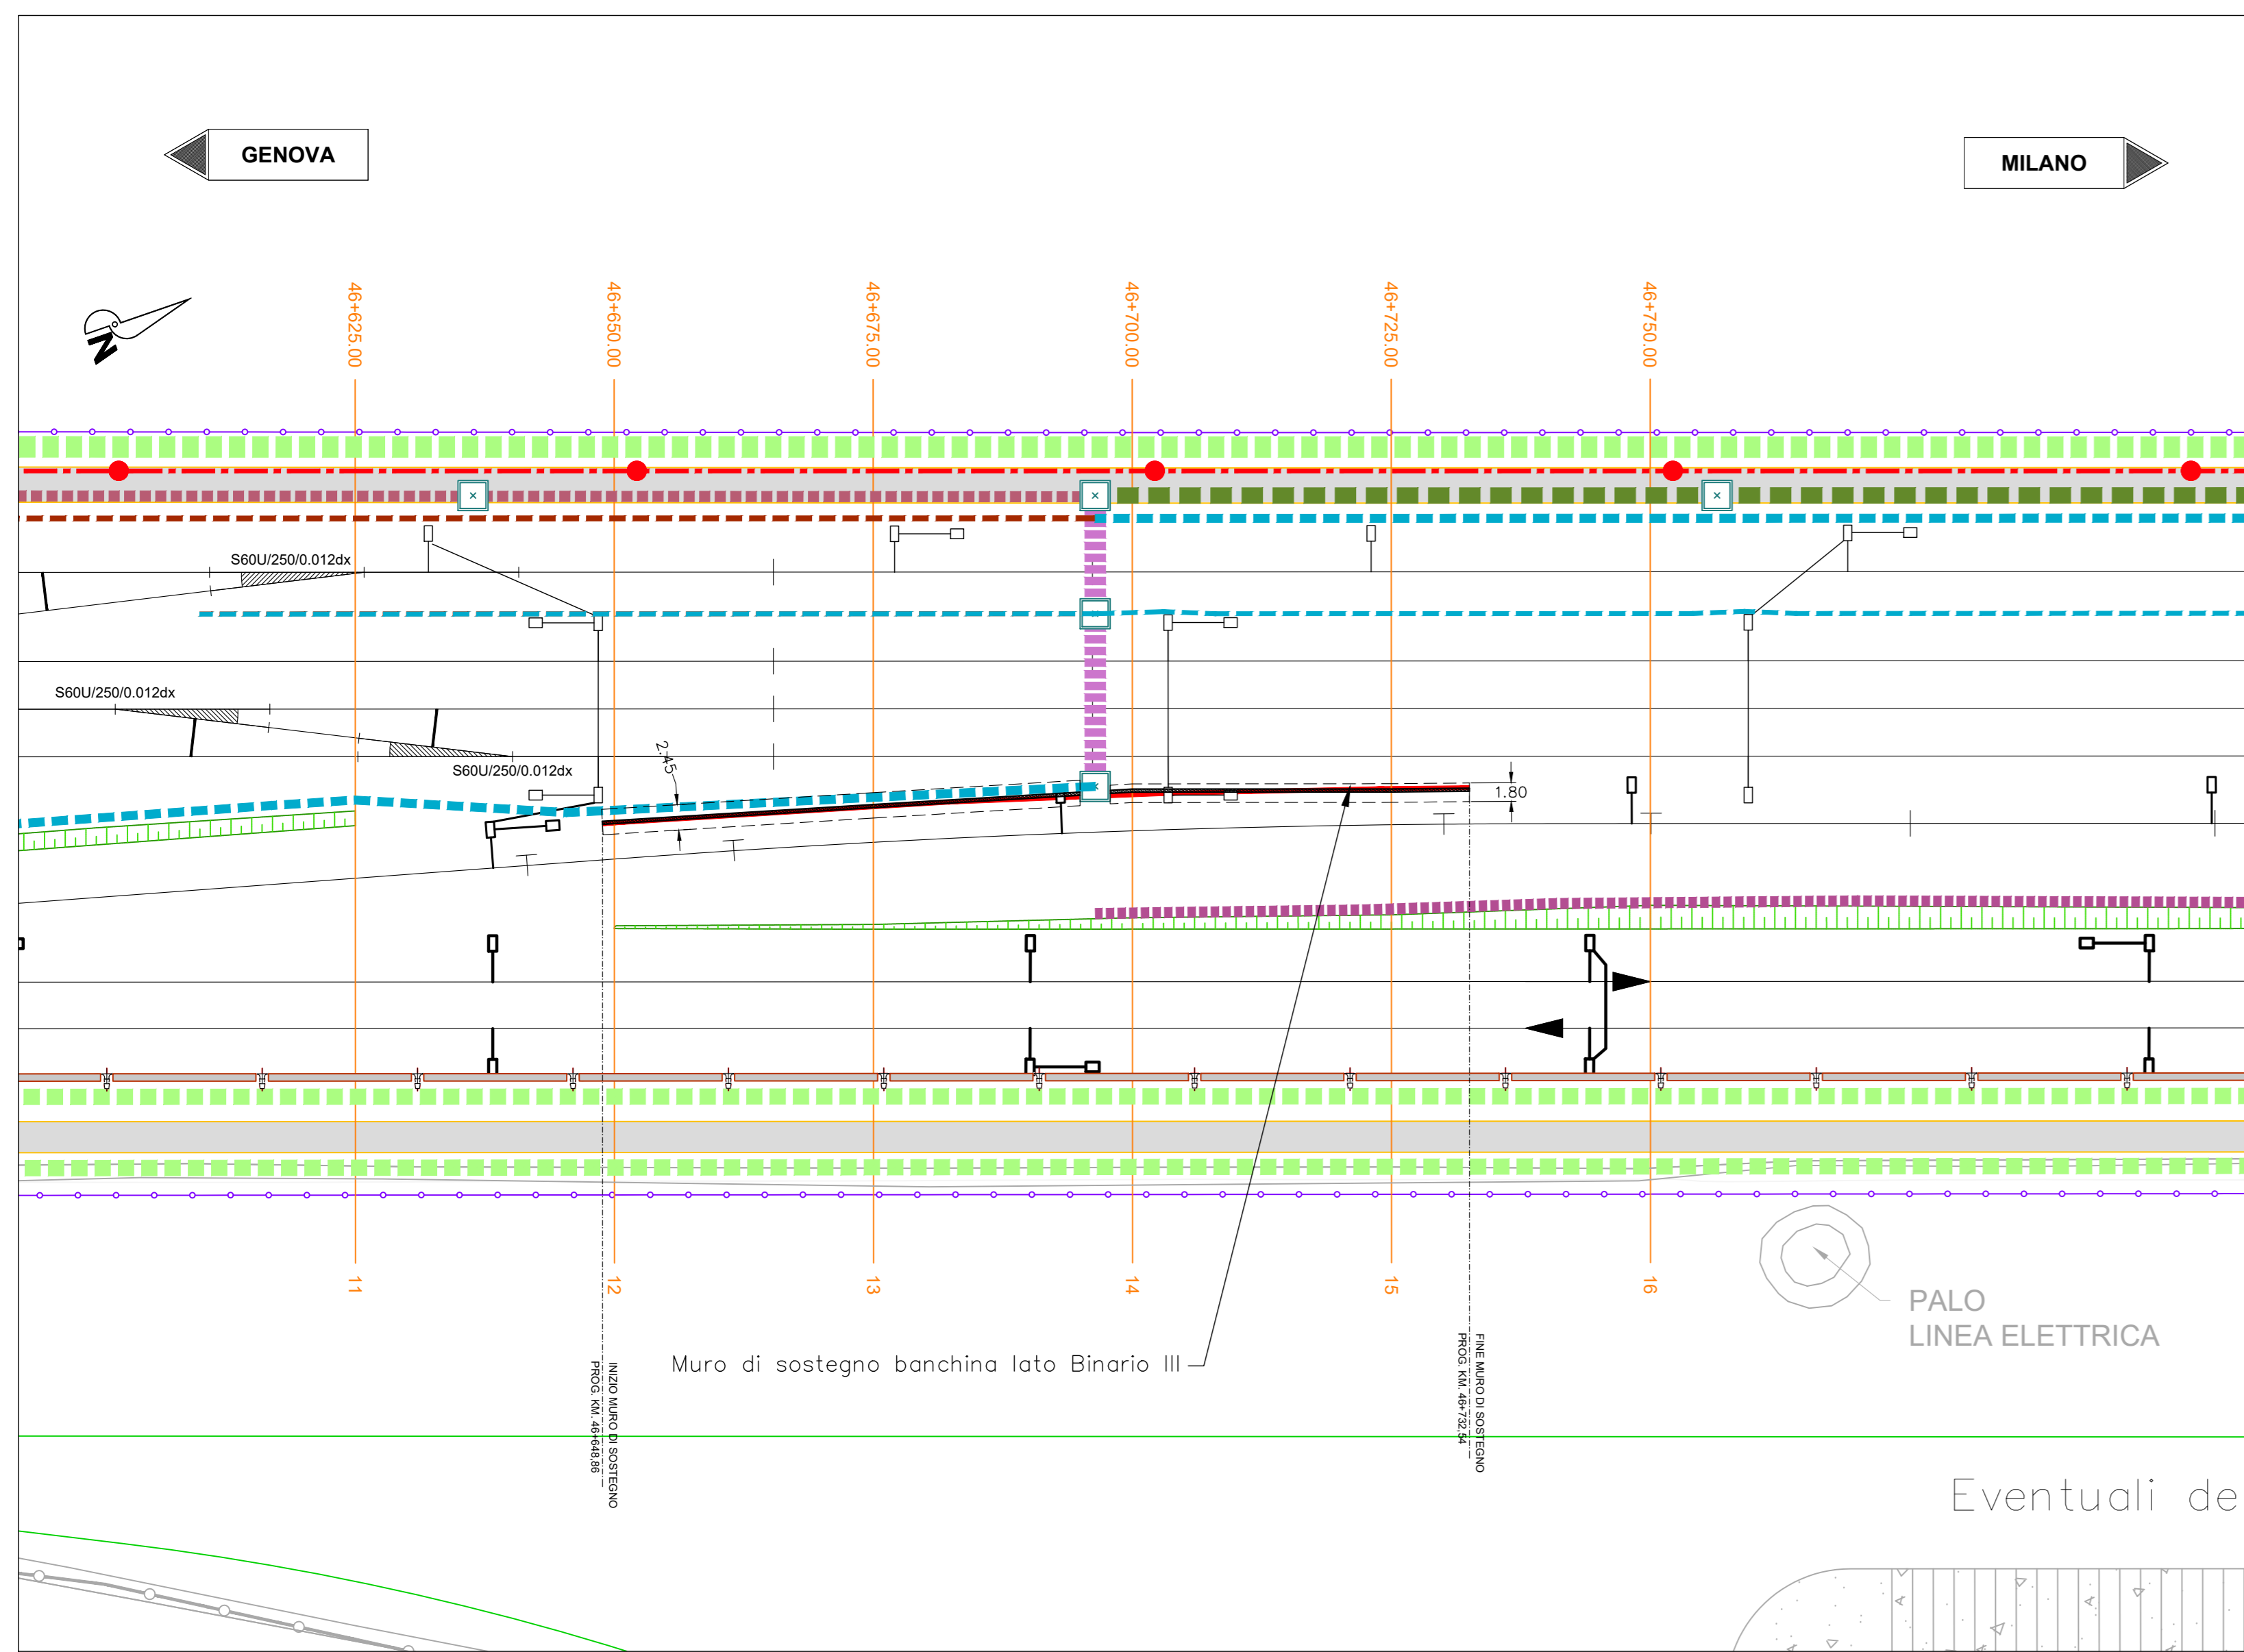 GENOVA
MILANO
N
46+625.00
46+650.00
46+675.00
46+700.00
46+725.00
46+750.00
S60U/250/0.012dx
S60U/250/0.012dx
S60U/250/0.012dx
2.45
1.80
11
12
13
14
15
16
PALO
LINEA ELETTRICA
Muro di sostegno banchina lato Binario III
INIZIO MURO DI SOSTEGNO
PROG. KM. 46+648,86
FINE MURO DI SOSTEGNO
PROG. KM. 46+732,54
Eventuali de